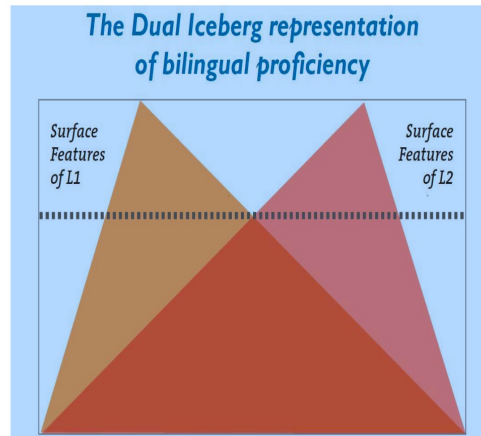 The Dual Iceberg representation
of bilingual proficiency
Surface
Features
of L1
Surface
Features
of L2